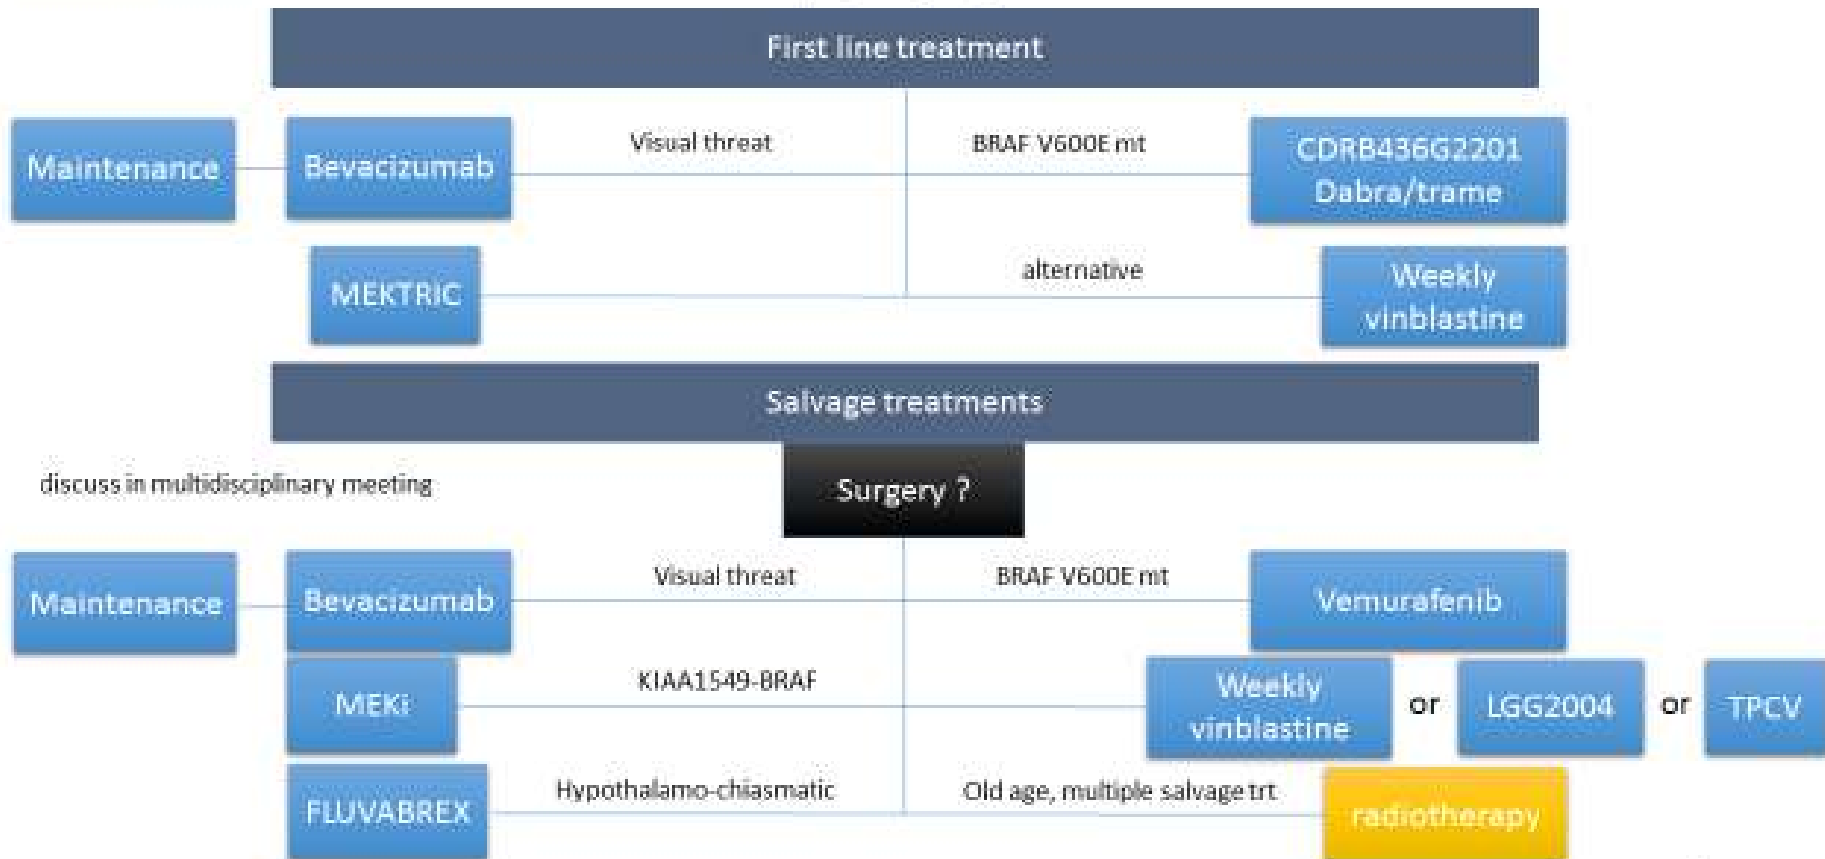 First line treatment
Visual threat
BRAF V600E mt
Maintenance
Bevacizumab
CDRB436G2201
Dabra/trame
MEKTRIC
alternative
Weekly
vinblastine
Salvage treatments
discuss in multidisciplinary meeting
Surgery ?
Visual threat
BRAF V600E mt
Maintenance
Bevacizumab
Vemurafenib
KIAA1549-BRAF
MEKi
Weekly
vinblastine
or
LGG2004
or
TPCV
Hypothalamo-chiasmatic
Old age, multiple salvage trt
FLUVABREX
radiotherapy